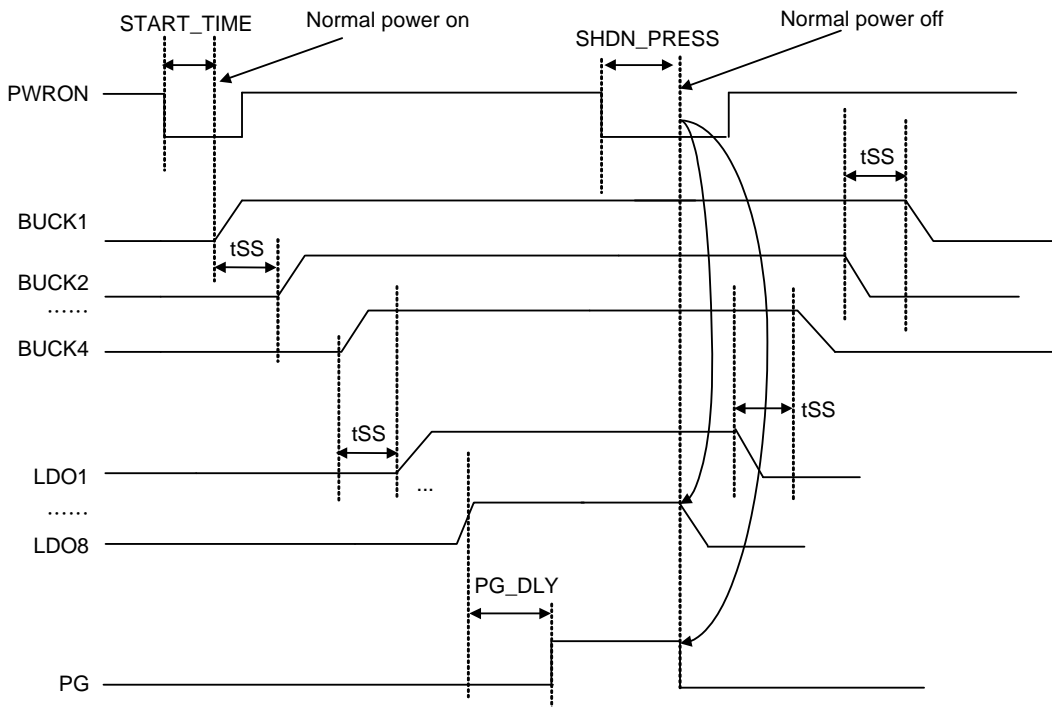 START_TIME
Normal power on
SHDN_PRESS
Normal power off
PWRON
tSS
BUCK1
tSS
BUCK2
......
BUCK4
tSS
tSS
LDO1
...
......
LDO8
PG_DLY
PG